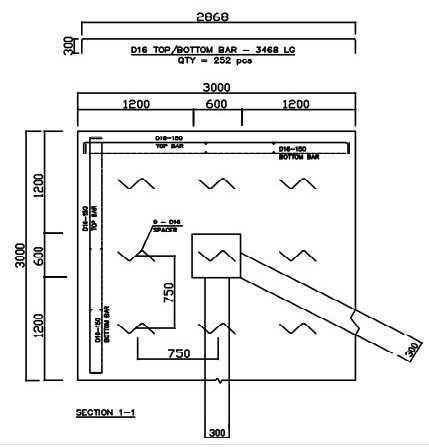 2868
300
D16 TOP/BOTTOM BAR - 3468 LG
QTY = 252 pcs
3000
1200 600 1200
D16-150
TOP BAR
D16-150
BOTTOM BAR
1200
D16-150
TOP BAR
9 - D16
SPACER
3000
600
750
1200
D16-150
BOTTOM BAR
750
300
300
SECTION 1-1